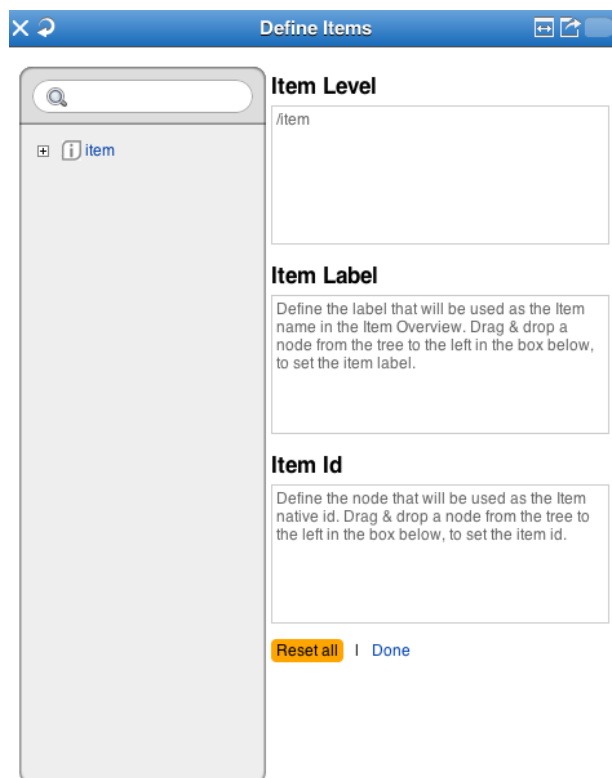 Define Items
item
Item Level
/item
Item Label
Define the label that will be used as the Item
name in the Item Overview. Drag & drop a
node from the tree to the left in the box below,
to set the item label.
Item Id
Define the node that will be used as the Item
native id. Drag & drop a node from the tree to
the left in the box below, to set the item id.
Reset all | Done